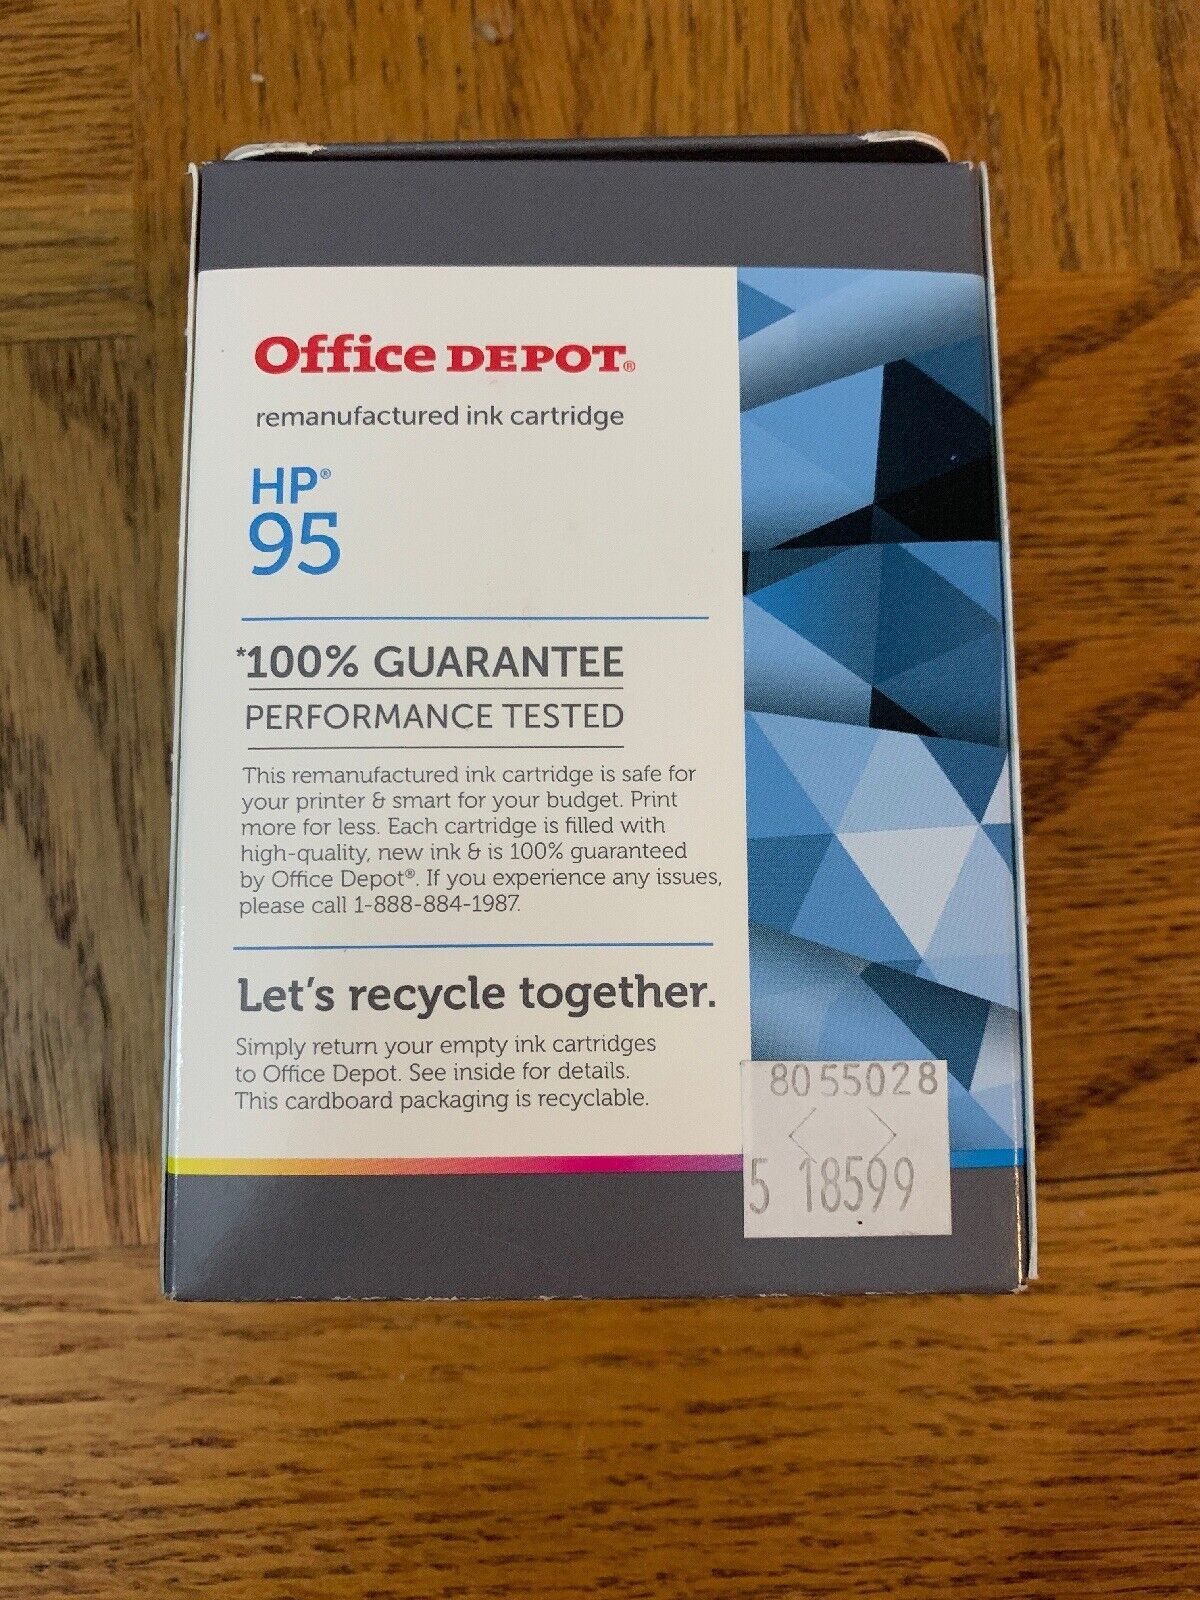 Office DEPOT®
remanufactured ink cartridge
HP®
95
*100% GUARANTEE
PERFORMANCE TESTED
This remanufactured ink cartridge is safe for
your printer & smart for your budget. Print
more for less. Each cartridge is filled with
high-quality, new ink & is 100% guaranteed
by Office Depot®. If you experience any issues,
please call 1-888-884-1987.
Let's recycle together.
Simply return your empty ink cartridges
to Office Depot. See inside for details.
This cardboard packaging is recyclable.
8055028
5 18599